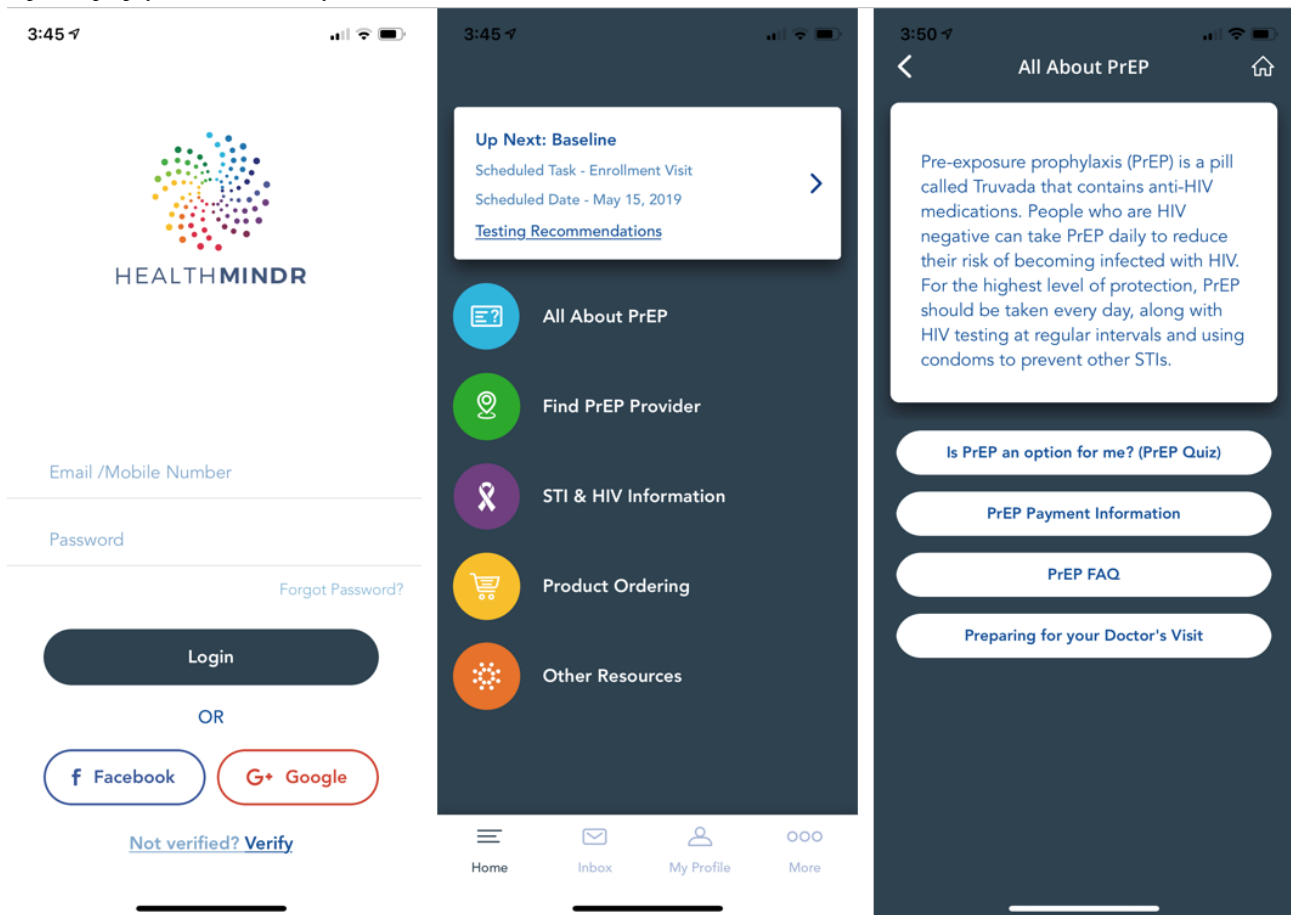 3:45
HEALTHMINDR
Email /Mobile Number
Password
Forgot Password?
Login
OR
f Facebook
G+ Google
Not verified? Verify
3:45
Up Next: Baseline
Scheduled Task - Enrollment Visit
Scheduled Date - May 15, 2019
Testing Recommendations
All About PrEP
Find PrEP Provider
STI & HIV Information
Product Ordering
Other Resources
Home
Inbox
My Profile
More
3:50
All About PrEP
Pre-exposure prophylaxis (PrEP) is a pill
called Truvada that contains anti-HIV
medications. People who are HIV
negative can take PrEP daily to reduce
their risk of becoming infected with HIV.
For the highest level of protection, PrEP
should be taken every day, along with
HIV testing at regular intervals and using
condoms to prevent other STIs.
Is PrEP an option for me? (PrEP Quiz)
PrEP Payment Information
PrEP FAQ
Preparing for your Doctor's Visit